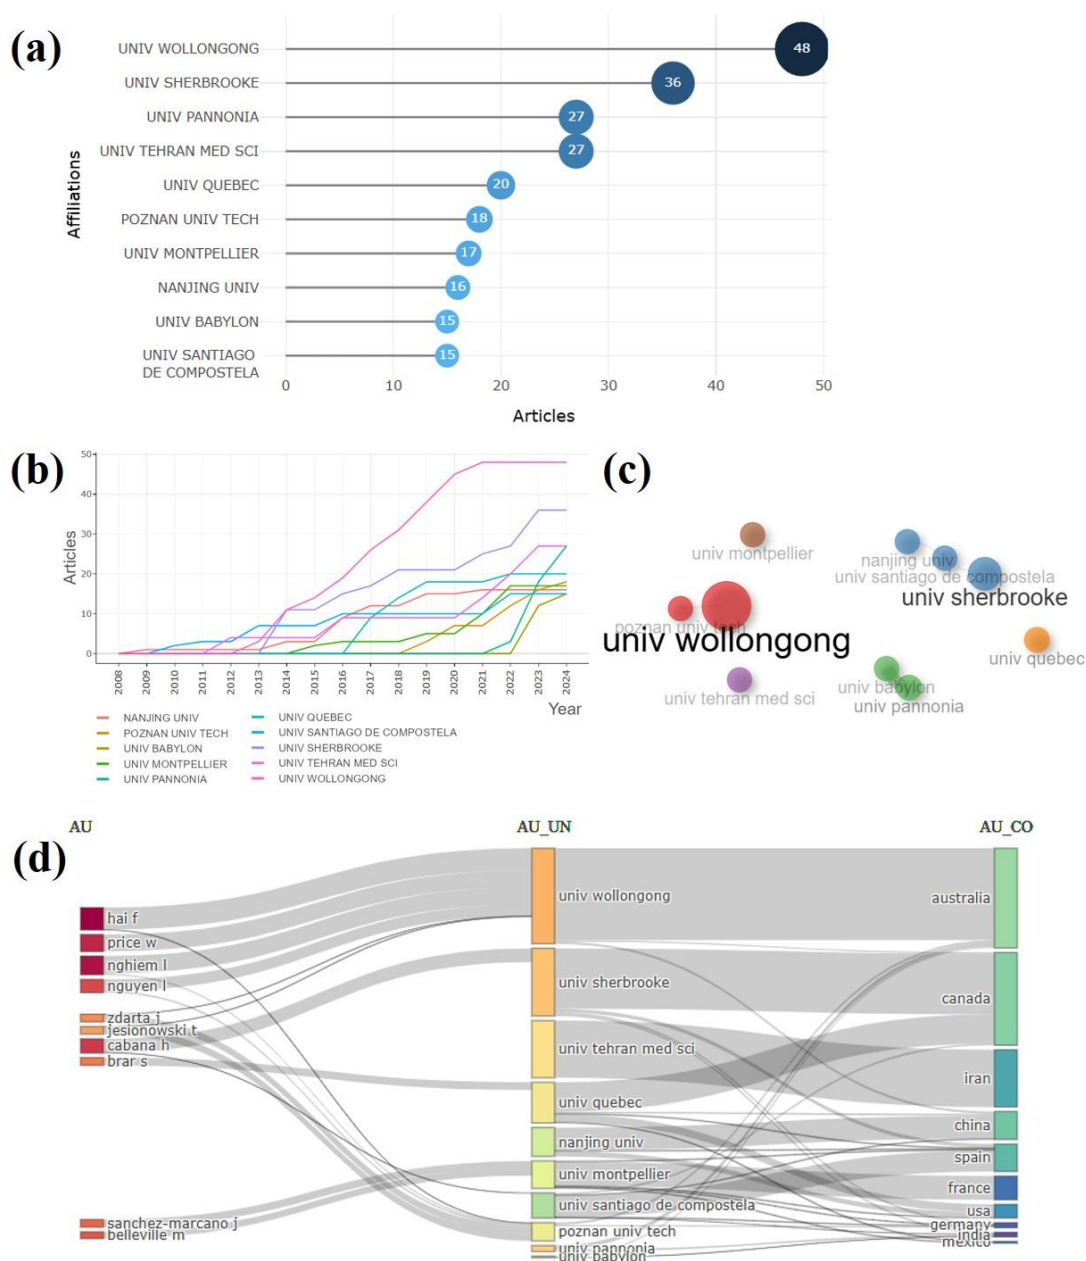 (a)
UNIV WOLLONGONG
48
UNIV SHERBROOKE
36
UNIV PANNONIA
27
UNIV TEHRAN MED SCI
27
UNIV QUEBEC
20
POZNAN UNIV TECH
18
UNIV MONTPELLIER
17
NANJING UNIV
16
UNIV BABYLON
15
UNIV SANTIAGO
DE COMPOSTELA
15
Affiliations
0 10 20 30 40 50
Articles
(b)
50
40
30
20
10
0
Articles
2008 2009 2010 2011 2012 2013 2014 2015 2016 2017 2018 2019 2020 2021 2022 2023 2024
Year
NANJING UNIV
POZNAN UNIV TECH
UNIV BABYLON
UNIV MONTPELLIER
UNIV PANNONIA
UNIV QUEBEC
UNIV SANTIAGO DE COMPOSTELA
UNIV SHERBROOKE
UNIV TEHRAN MED SCI
UNIV WOLLONGONG
(c)
univ montpellier
nanjing univ
univ santiago de compostela
univ sherbrooke
poznan univ tech
univ wollongong
univ quebec
univ tehran med sci
univ babylon
univ pannonia
(d)
AU AU_UN AU_CO
hai f
price w
nghiem l
nguyen l
zdarta j
jesionowski t
cabana h
brar s
sanchez-marcano j
belleville m
univ wollongong
univ sherbrooke
univ tehran med sci
univ quebec
nanjing univ
univ montpellier
univ santiago de compostela
poznan univ tech
univ pannonia
univ babylon
australia
canada
iran
china
spain
france
usa
germany
india
mexico